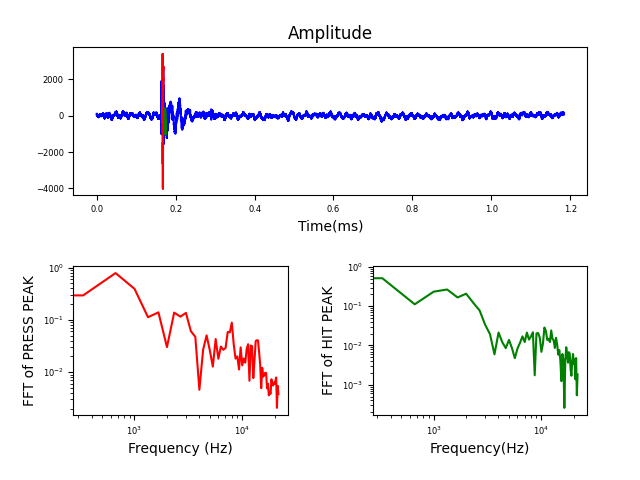 Amplitude
2000
0
−2000
−4000
0.0 0.2 0.4 0.6 0.8 1.0 1.2
Time(ms)
FFT of PRESS PEAK
10⁰
10⁻¹
10⁻²
10³ 10⁴
Frequency (Hz)
FFT of HIT PEAK
10⁰
10⁻¹
10⁻²
10⁻³
10³ 10⁴
Frequency(Hz)